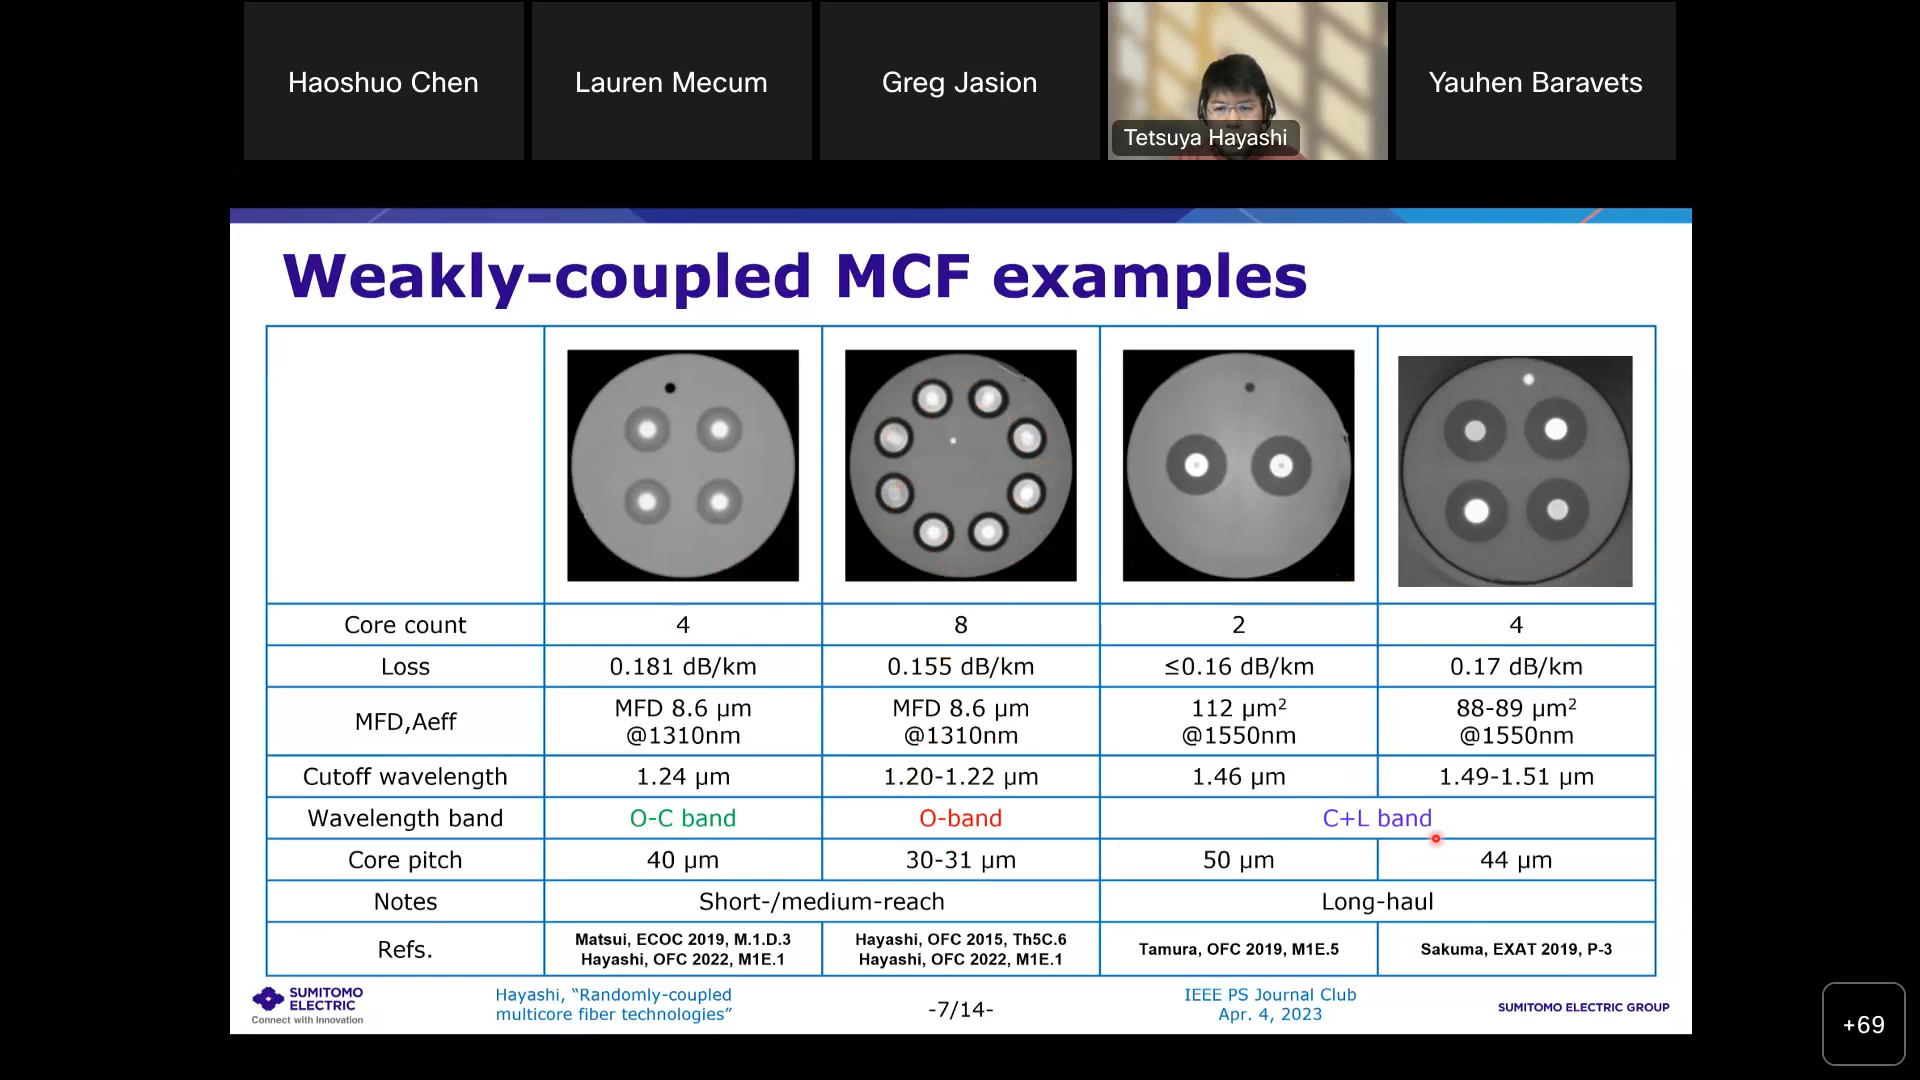 Haoshuo Chen
Lauren Mecum
Greg Jasion
Tetsuya Hayashi
Yauhen Baravets
Weakly-coupled MCF examples
Core count 4 8 2 4
Loss 0.181 dB/km 0.155 dB/km ≤0.16 dB/km 0.17 dB/km
MFD,Aeff MFD 8.6 µm @1310nm MFD 8.6 µm @1310nm 112 µm² @1550nm 88-89 µm² @1550nm
Cutoff wavelength 1.24 µm 1.20-1.22 µm 1.46 µm 1.49-1.51 µm
Wavelength band O-C band O-band C+L band
Core pitch 40 µm 30-31 µm 50 µm 44 µm
Notes Short-/medium-reach Long-haul
Refs. Matsui, ECOC 2019, M.1.D.3 Hayashi, OFC 2022, M1E.1 Hayashi, OFC 2015, Th5C.6 Hayashi, OFC 2022, M1E.1 Tamura, OFC 2019, M1E.5 Sakuma, EXAT 2019, P-3
SUMITOMO
ELECTRIC
Connect with Innovation
Hayashi, “Randomly-coupled
multicore fiber technologies”
-7/14-
IEEE PS Journal Club
Apr. 4, 2023
SUMITOMO ELECTRIC GROUP
+69